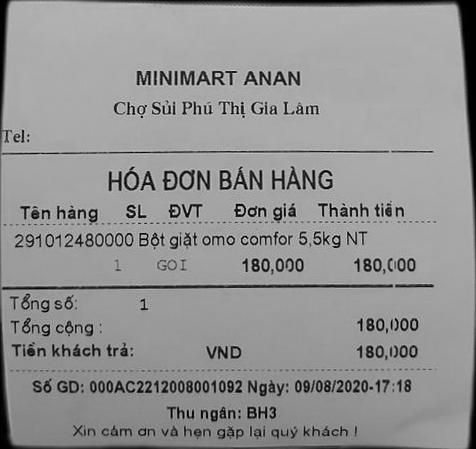 MINIMART ANAN
Chợ Sủi Phú Thị Gia Lâm
Tel:
HÓA ĐƠN BÁN HÀNG
Tên hàng SL ĐVT Đơn giá Thành tiền
291012480000 Bột giặt omo comfor 5,5kg NT
1 GOI 180,000 180,000
Tổng số: 1
Tổng cộng : 180,000
Tiền khách trả: VND 180,000
Số GD: 000AC2212008001092 Ngày: 09/08/2020-17:18
Thu ngân: BH3
Xin cảm ơn và hẹn gặp lại quý khách !